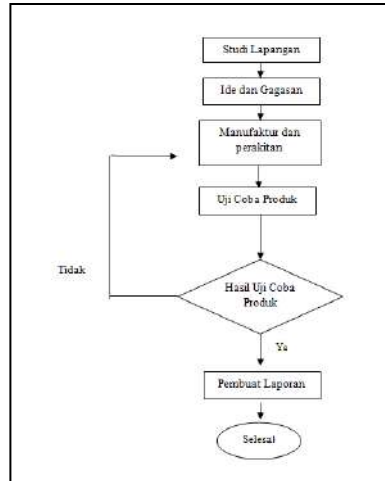 Studi Lapangan
Ide dan Gagasan
Manufaktur dan
perakitan
Uji Coba Produk
Tidak
Hasil Uji Coba
Produk
Ya
Pembuat Laporan
Selesai